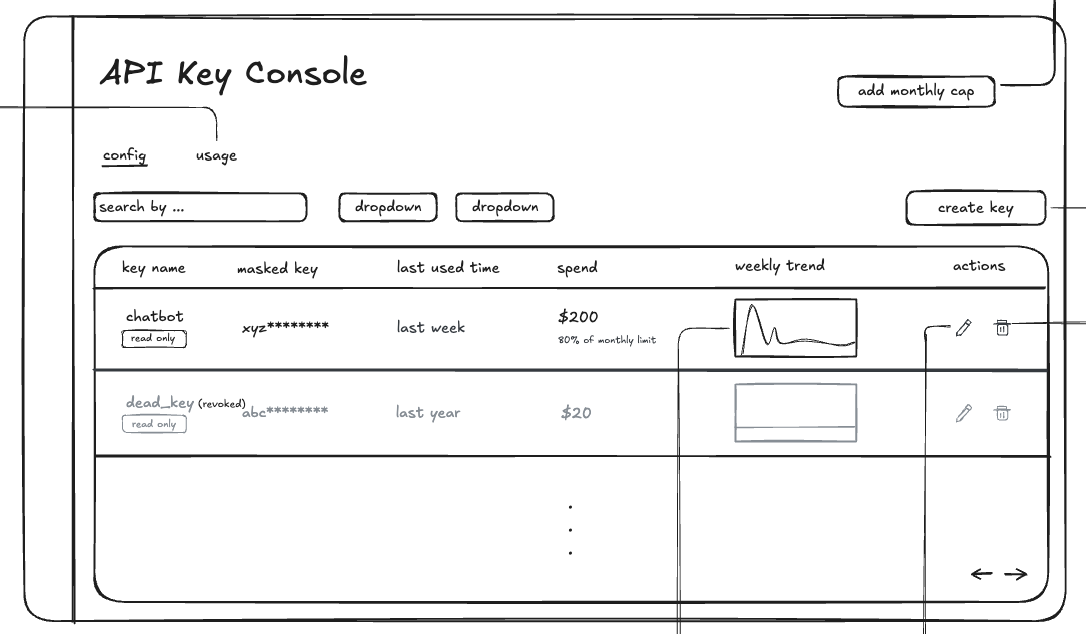 API Key Console
add monthly cap
config usage
search by ... dropdown dropdown create key
key name masked key last used time spend weekly trend actions
chatbot
read only
xyz******** last week
$200
80% of monthly limit
dead_key (revoked)
read only
abc******** last year $20